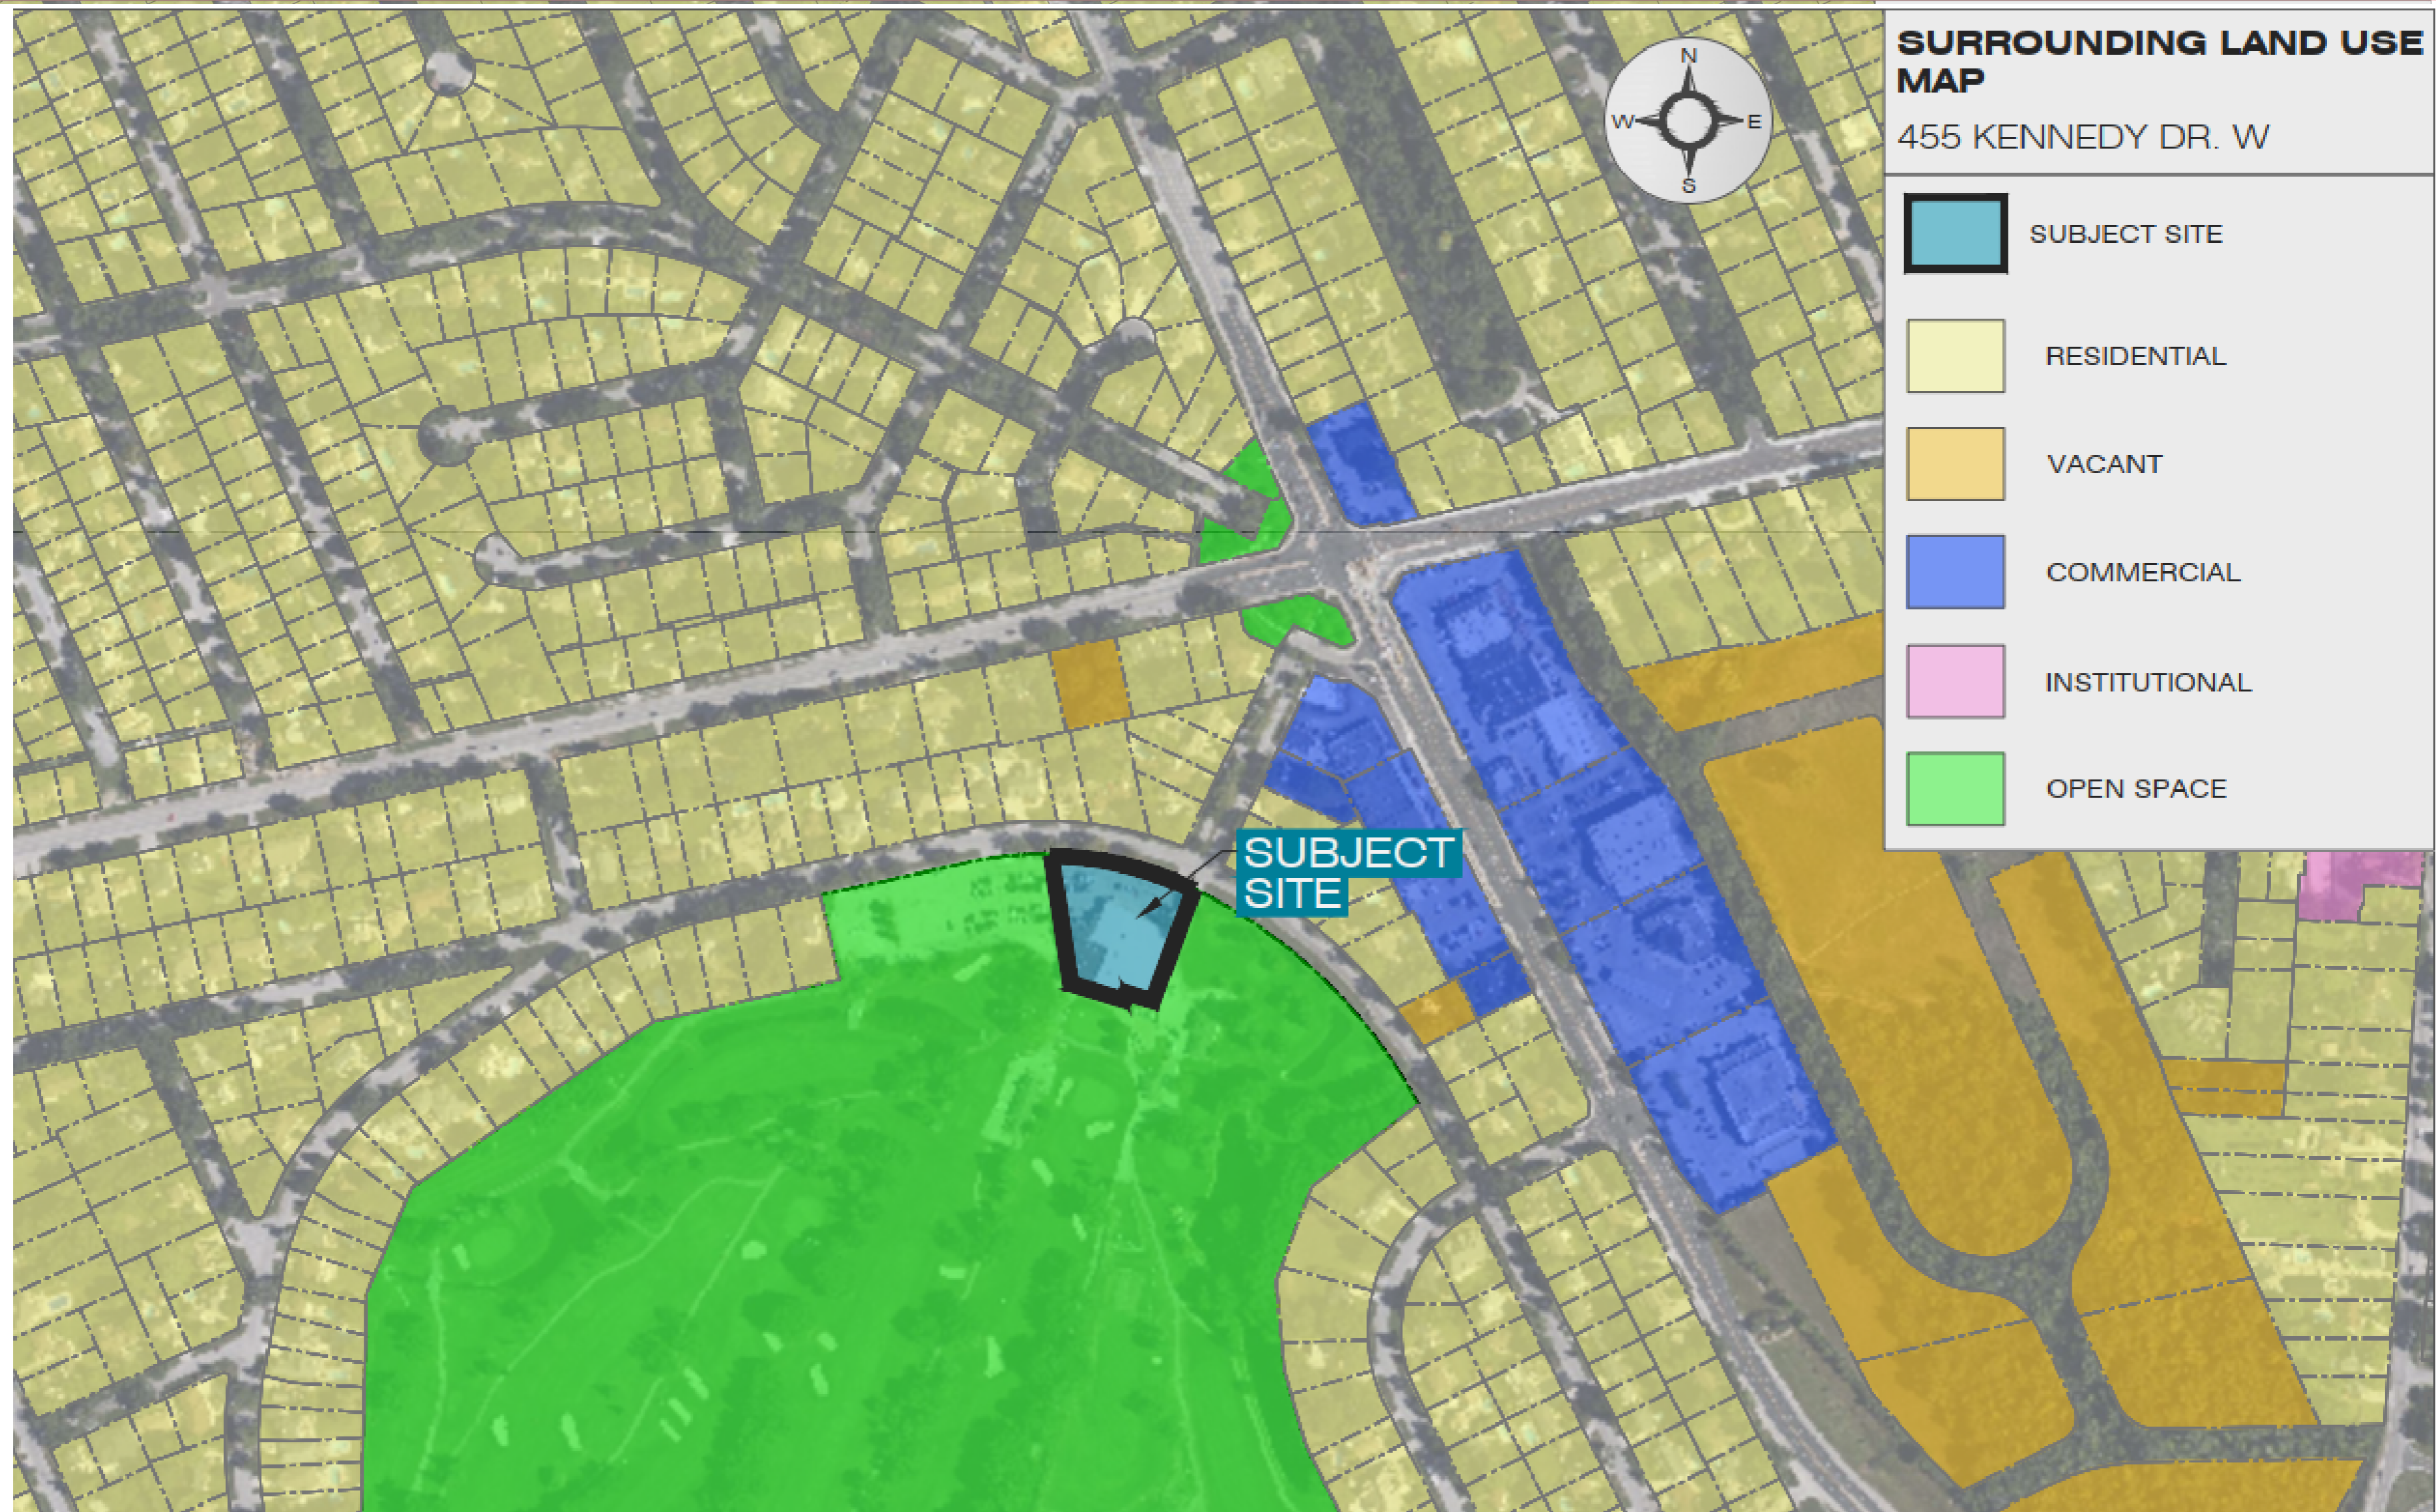 SURROUNDING LAND USE
MAP
455 KENNEDY DR. W
N
W
E
S
SUBJECT SITE
RESIDENTIAL
VACANT
COMMERCIAL
INSTITUTIONAL
OPEN SPACE
SUBJECT
SITE